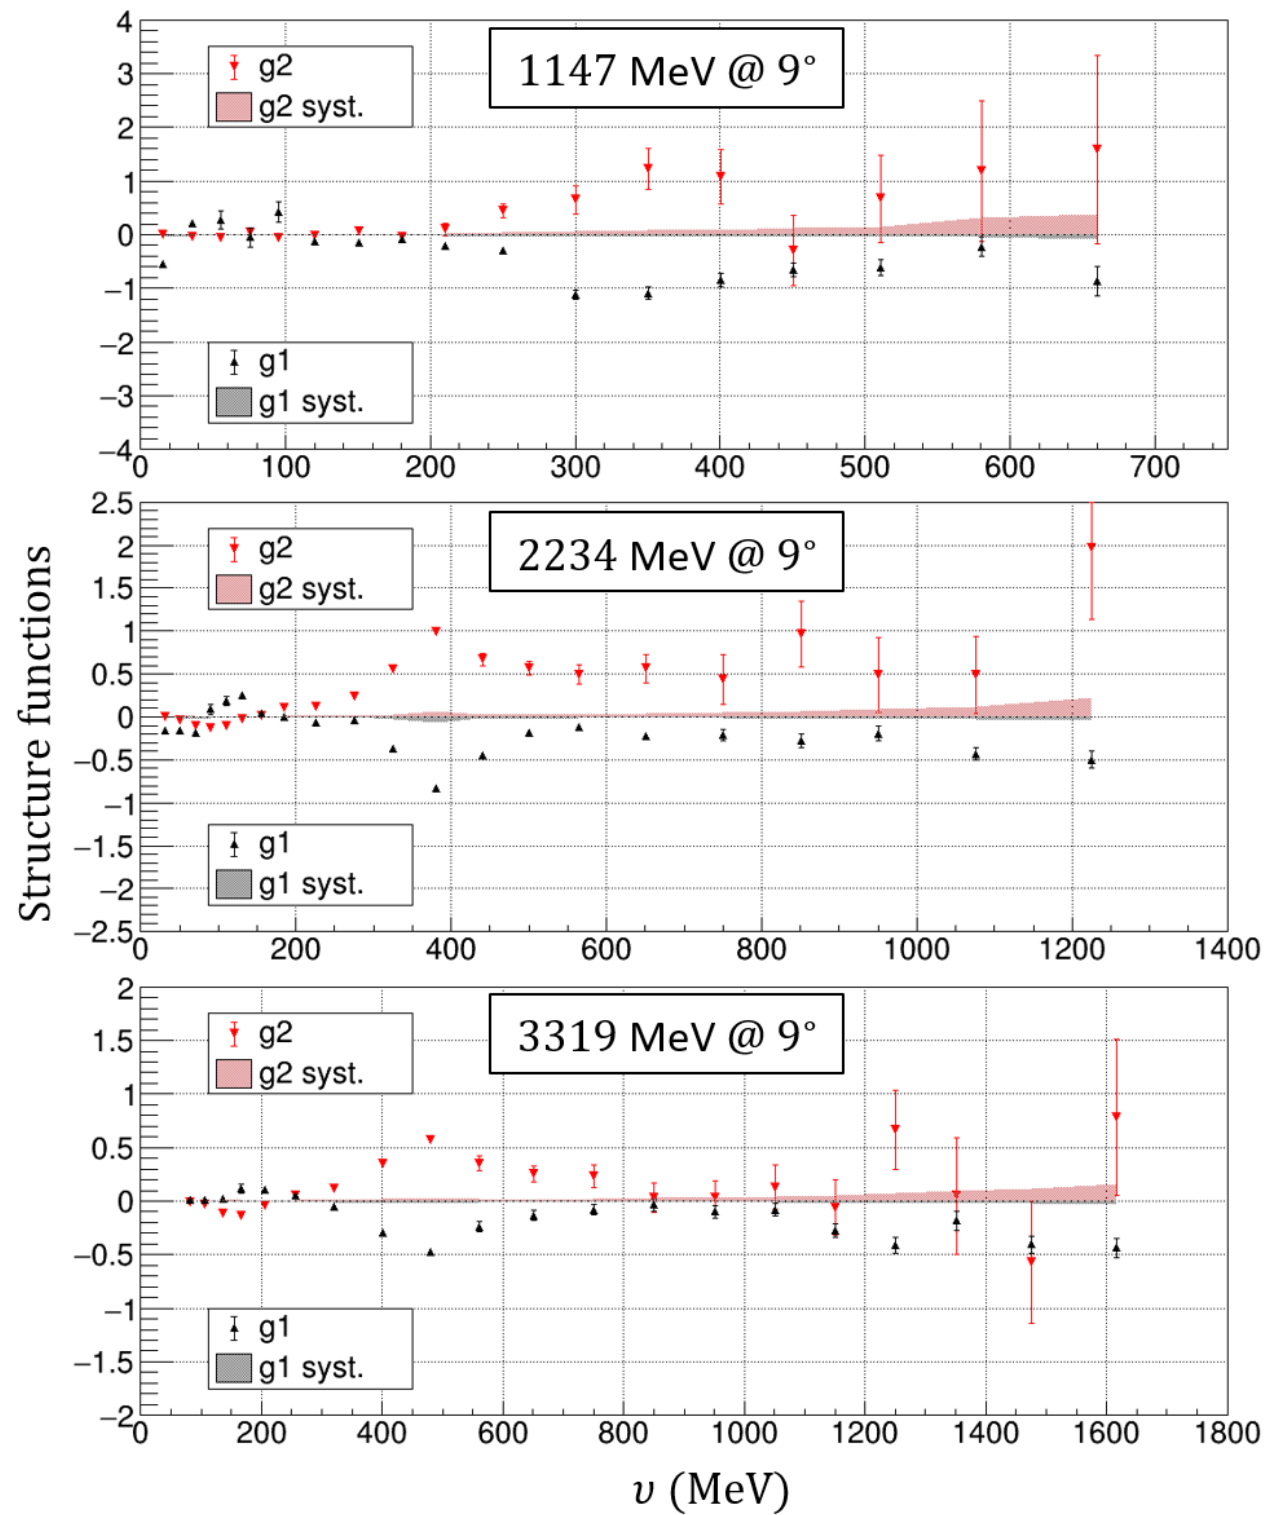 4
3
2
1
0
−1
−2
−3
−4
g2
g2 syst.
1147 MeV @ 9°
g1
g1 syst.
0 100 200 300 400 500 600 700
Structure functions
2.5
2
1.5
1
0.5
0
−0.5
−1
−1.5
−2
−2.5
g2
g2 syst.
2234 MeV @ 9°
g1
g1 syst.
0 200 400 600 800 1000 1200 1400
2
1.5
1
0.5
0
−0.5
−1
−1.5
−2
g2
g2 syst.
3319 MeV @ 9°
g1
g1 syst.
0 200 400 600 800 1000 1200 1400 1600 1800
υ (MeV)